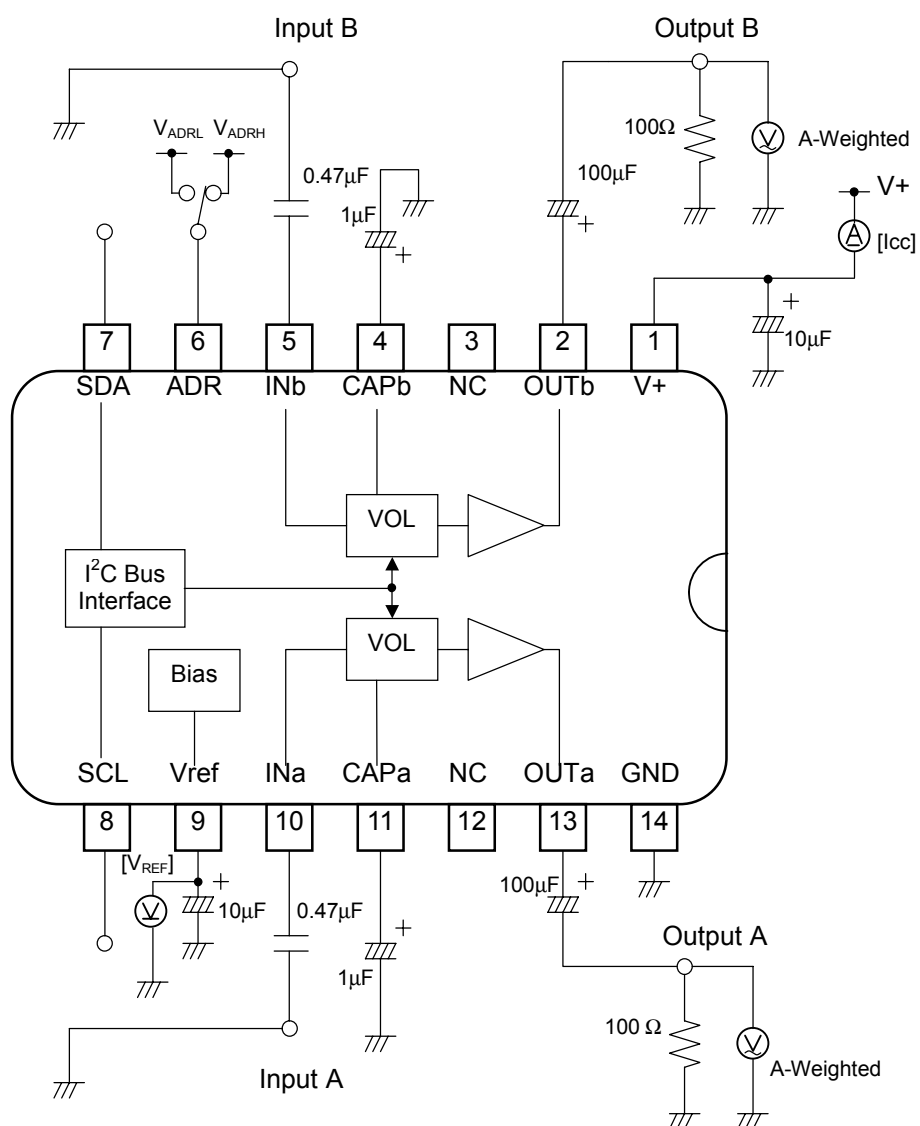 Input B
Output B
V_ADRL V_ADRH
100Ω
A-Weighted
0.47μF
100μF
V+
1μF
+
+
[Icc]
+
10μF
7 6 5 4 3 2 1
SDA ADR INb CAPb NC OUTb V+
VOL
I²C Bus
Interface
VOL
Bias
SCL Vref INa CAPa NC OUTa GND
8 9 10 11 12 13 14
[V_REF]
+
10μF
0.47μF
+
1μF
100μF
+
Output A
100 Ω
A-Weighted
Input A
V
A
V
V